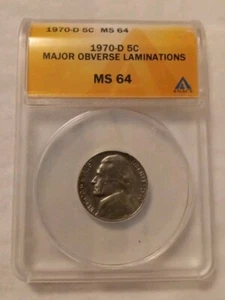 1970-D 5C MS 64
1970-D 5C
MAJOR OBVERSE LAMINATIONS
MS 64